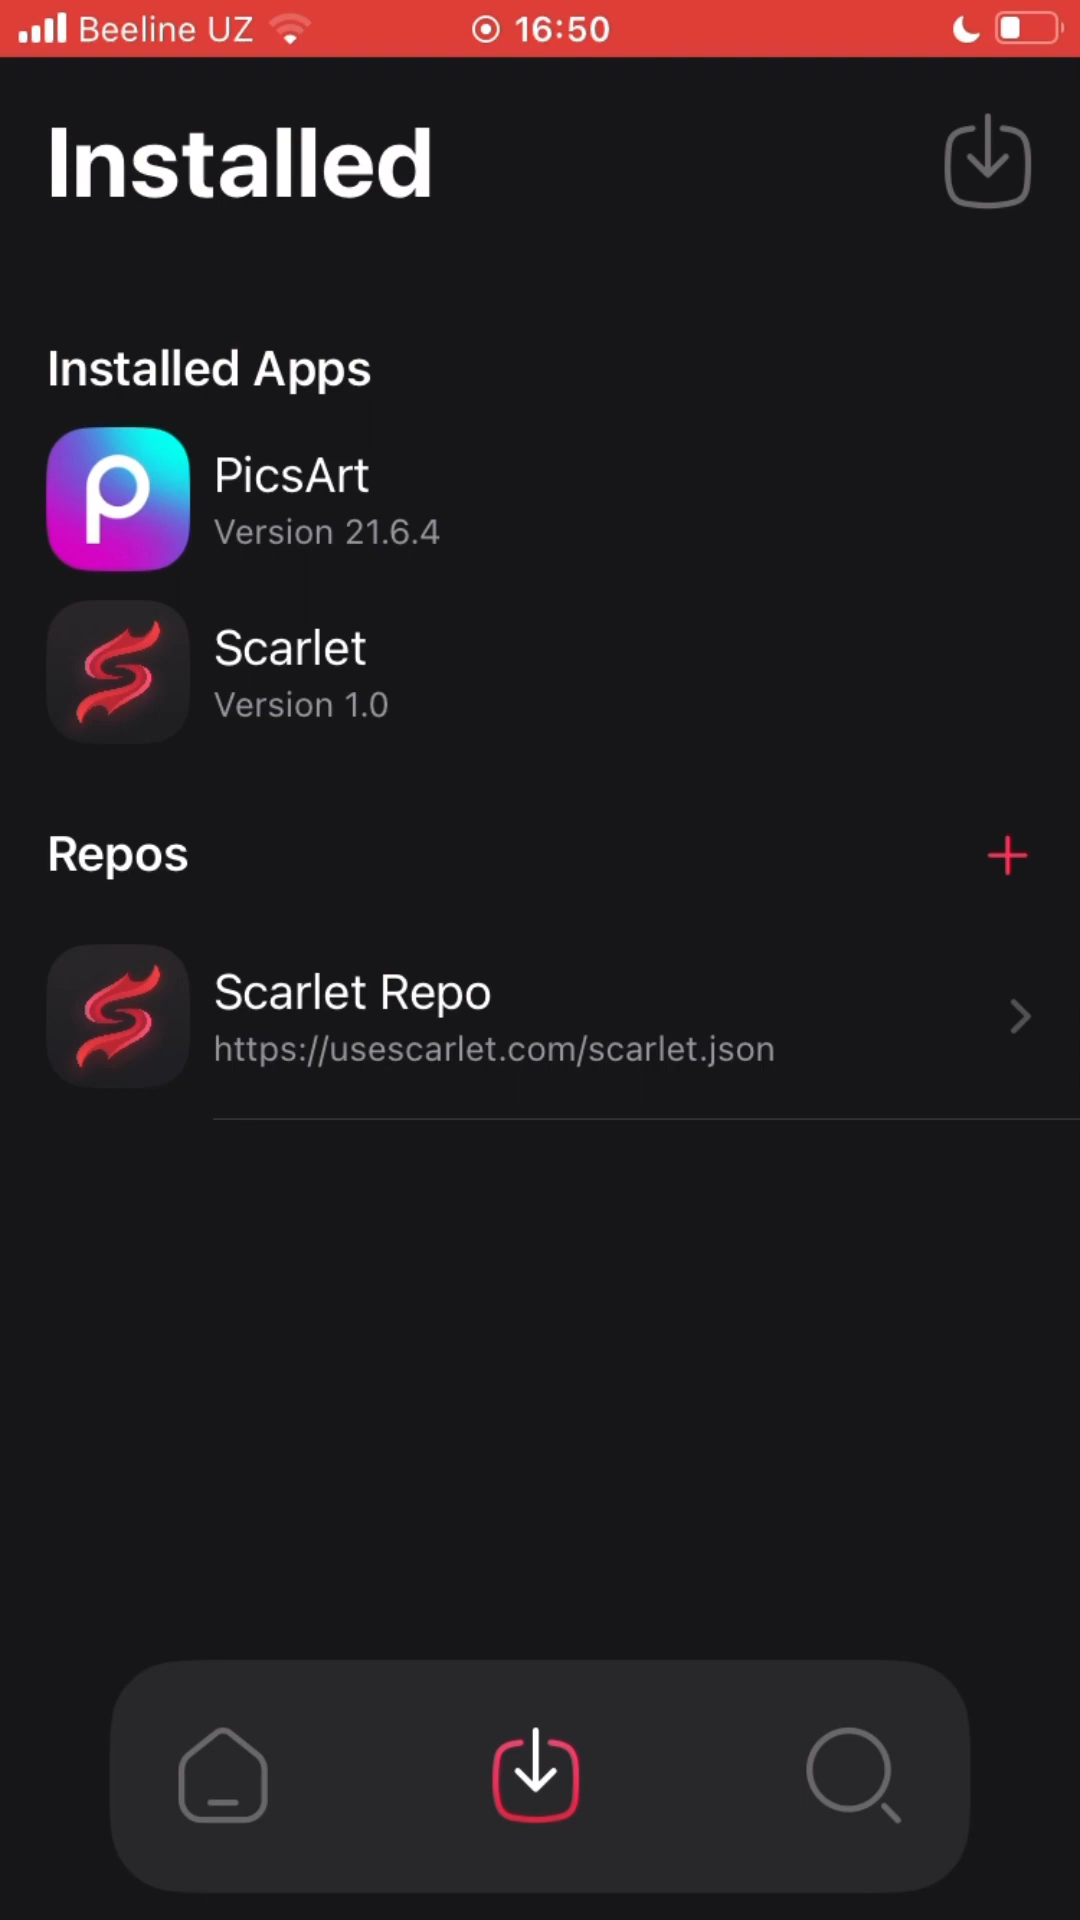 Beeline UZ 16:50
Installed
Installed Apps
PicsArt
Version 21.6.4
Scarlet
Version 1.0
Repos
Scarlet Repo
https://usescarlet.com/scarlet.json